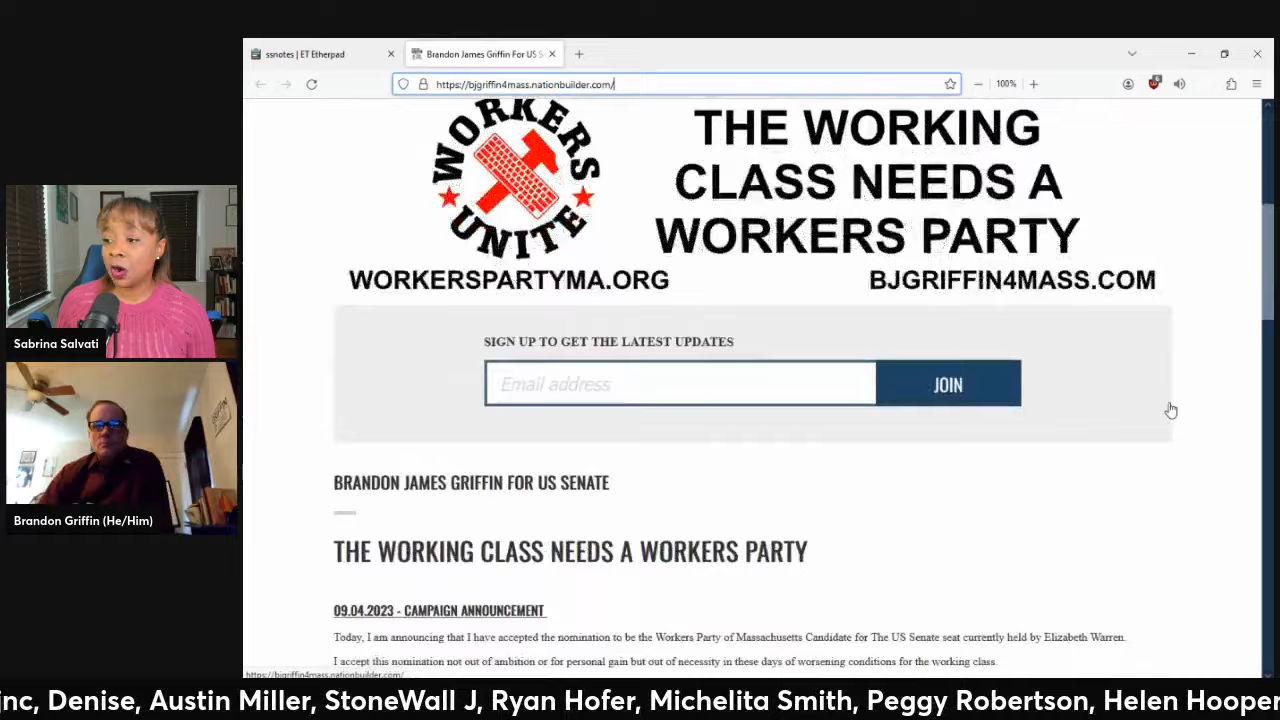 ssnotes | ET Etherpad
Brandon James Griffin For US S
https://bjgriffin4mass.nationbuilder.com/
100%
WORKERS
UNITE
THE WORKING
CLASS NEEDS A
WORKERS PARTY
WORKERSPARTYMA.ORG
BJGRIFFIN4MASS.COM
SIGN UP TO GET THE LATEST UPDATES
Email address
JOIN
BRANDON JAMES GRIFFIN FOR US SENATE
THE WORKING CLASS NEEDS A WORKERS PARTY
09.04.2023 - CAMPAIGN ANNOUNCEMENT
Today, I am announcing that I have accepted the nomination to be the Workers Party of Massachusetts Candidate for The US Senate seat currently held by Elizabeth Warren.
I accept this nomination not out of ambition or for personal gain but out of necessity in these days of worsening conditions for the working class.
https://bjgriffin4mass.nationbuilder.com/
Sabrina Salvati
Brandon Griffin (He/Him)
jnc, Denise, Austin Miller, StoneWall J, Ryan Hofer, Michelita Smith, Peggy Robertson, Helen Hooper